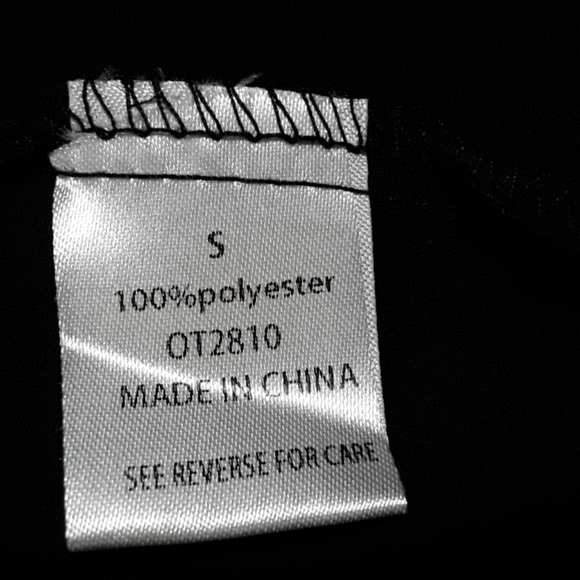 S
100%polyester
OT2810
MADE IN CHINA
SEE REVERSE FOR CARE